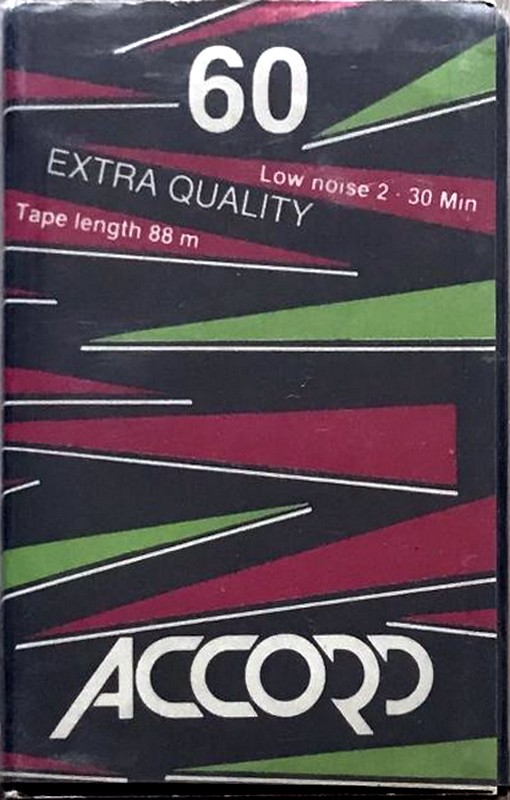 60
EXTRA QUALITY
Low noise 2 · 30 Min
Tape length 88 m
ACCORD